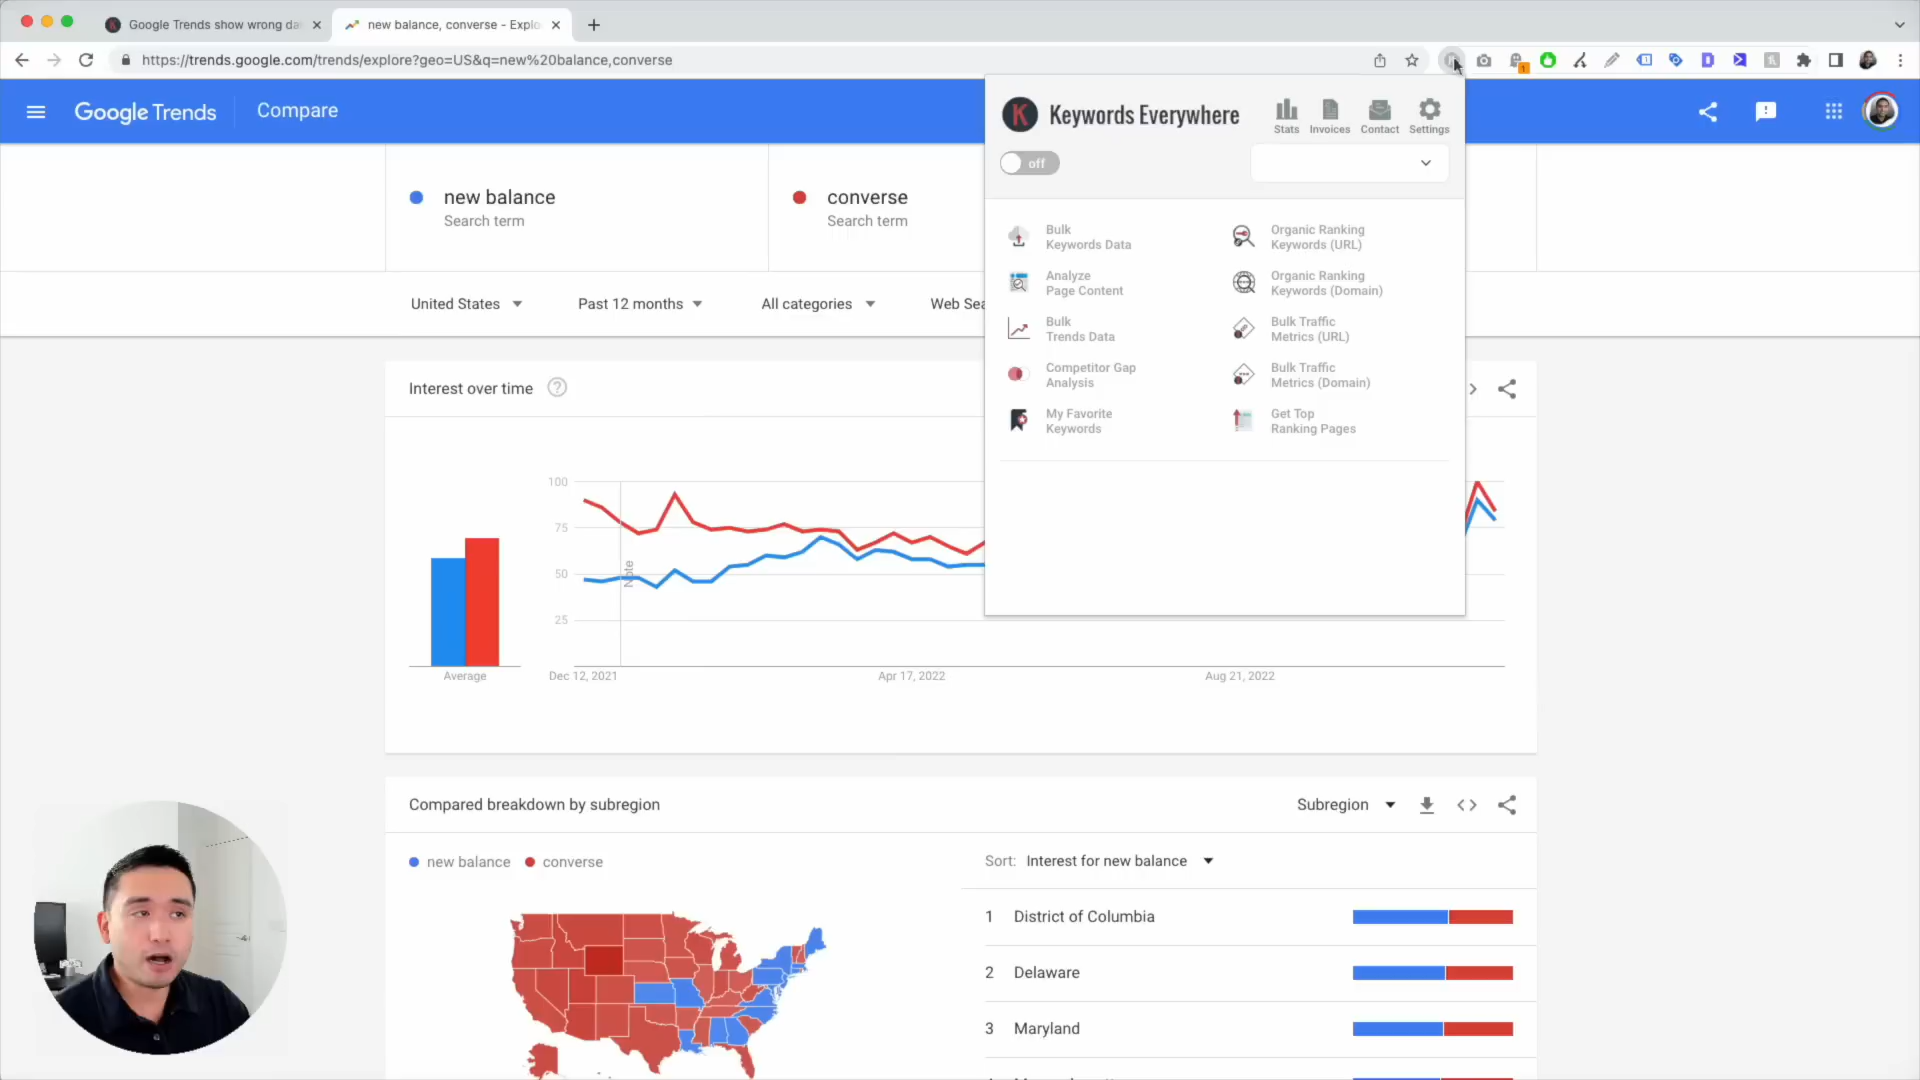 Google Trends show wrong da
new balance, converse - Explo
https://trends.google.com/trends/explore?geo=US&q=new%20balance,converse
1
Google Trends
Compare
Keywords Everywhere
Stats
Invoices
Contact
Settings
off
new balance
Search term
converse
Search term
Bulk
Keywords Data
Organic Ranking
Keywords (URL)
Analyze
Page Content
Organic Ranking
Keywords (Domain)
United States
Past 12 months
All categories
Web Sea
Bulk
Trends Data
Bulk Traffic
Metrics (URL)
Competitor Gap
Analysis
Bulk Traffic
Metrics (Domain)
My Favorite
Keywords
Get Top
Ranking Pages
Interest over time
100
75
50
25
Note
Average
Dec 12, 2021
Apr 17, 2022
Aug 21, 2022
Compared breakdown by subregion
Subregion
new balance
converse
Sort: Interest for new balance
1 District of Columbia
2 Delaware
3 Maryland